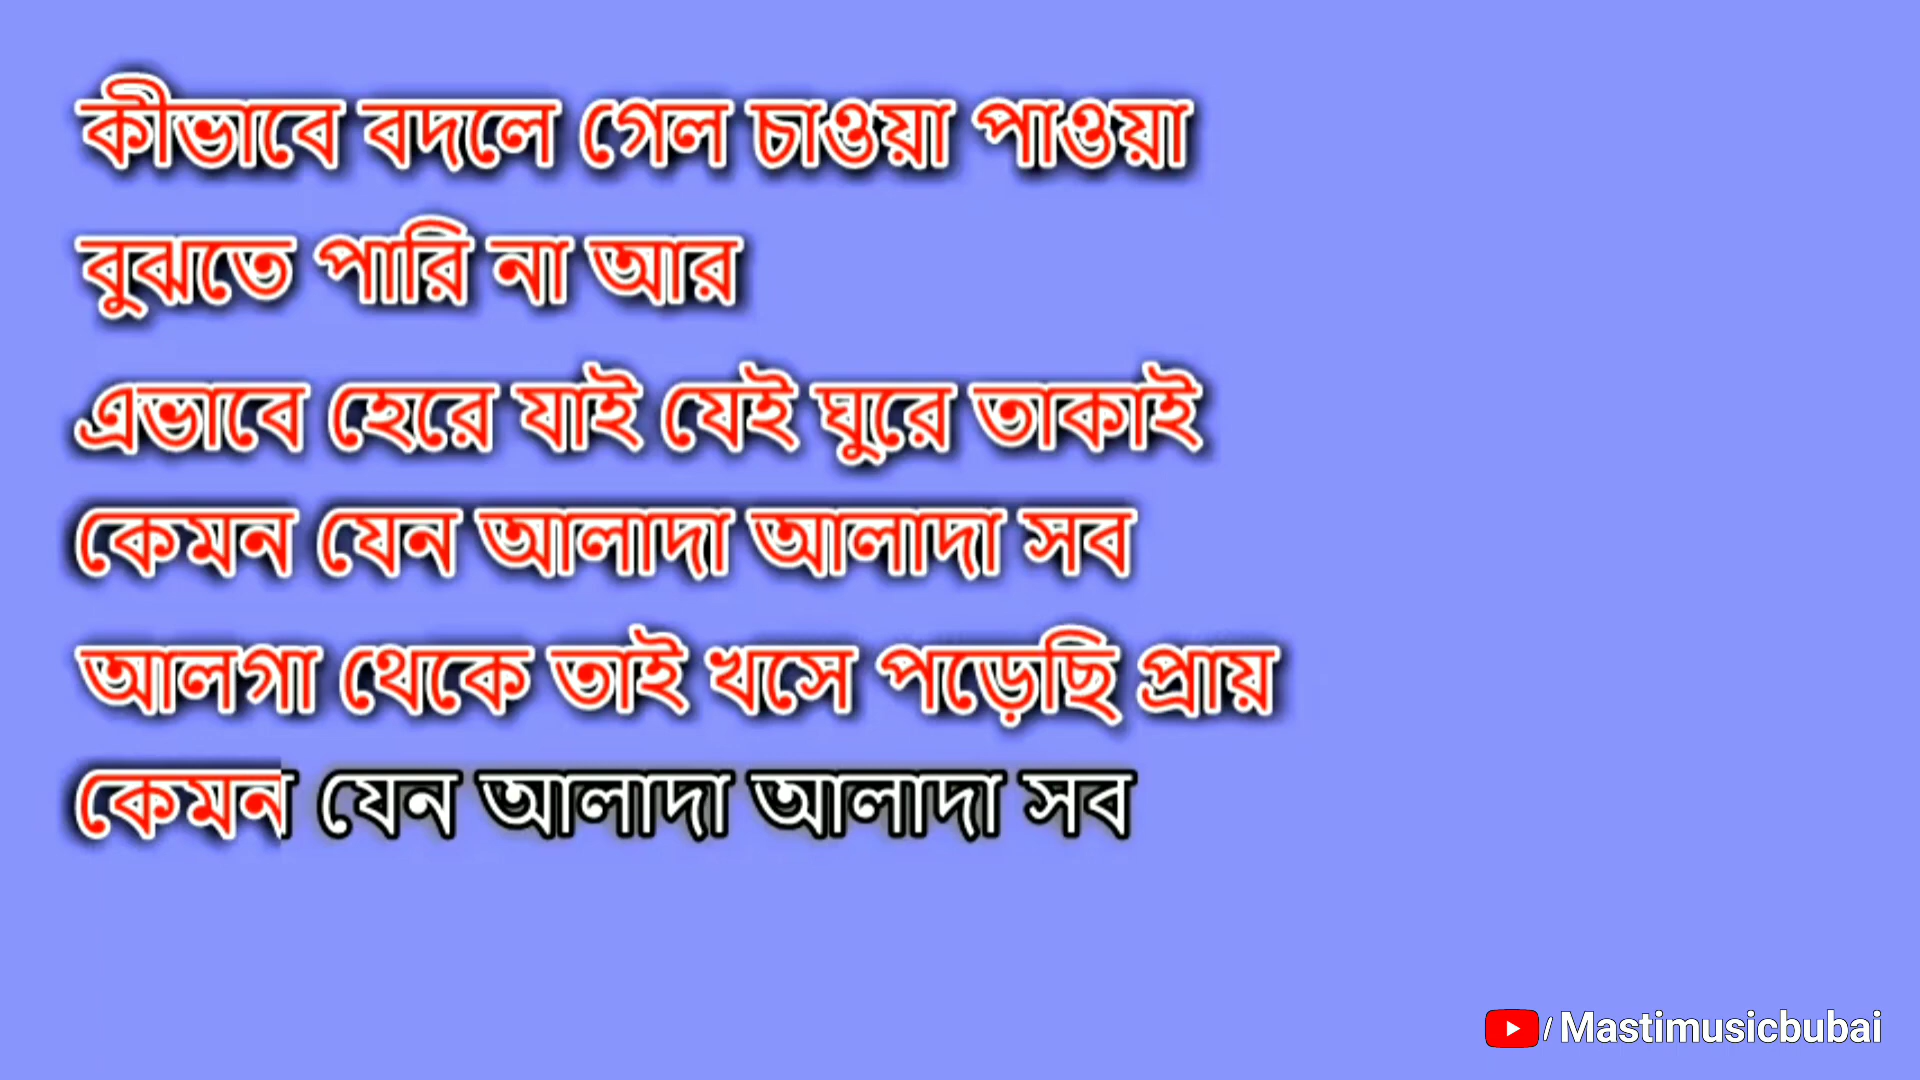 কীভাবে বদলে গেল চাওয়া পাওয়া
বুঝতে পারি না আর
এভাবে হেরে যাই যেই ঘুরে তাকাই
কেমন যেন আলাদা আলাদা সব
আলগা থেকে তাই খসে পড়েছি প্রায়
কেমন যেন আলাদা আলাদা সব
/Mastimusicbubai